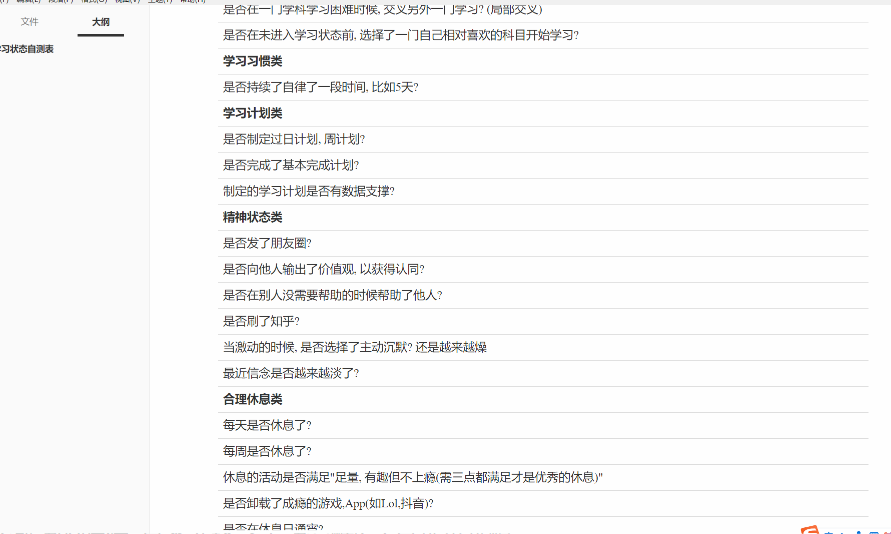 文件
大纲
学习状态自测表
是否在一门学科学习困难时候, 交叉另外一门学习? (局部交叉)
是否在未进入学习状态前, 选择了一门自己相对喜欢的科目开始学习?
学习习惯类
是否持续了自律了一段时间, 比如5天?
学习计划类
是否制定过日计划, 周计划?
是否完成了基本完成计划?
制定的学习计划是否有数据支撑?
精神状态类
是否发了朋友圈?
是否向他人输出了价值观, 以获得认同?
是否在别人没需要帮助的时候帮助了他人?
是否刷了知乎?
当激动的时候, 是否选择了主动沉默? 还是越来越燥
最近信念是否越来越淡了?
合理休息类
每天是否休息了?
每周是否休息了?
休息的活动是否满足"足量, 有趣但不上瘾(需三点都满足才是优秀的休息)"
是否卸载了成瘾的游戏,App(如Lol,抖音)?
是否在休息日通宵?